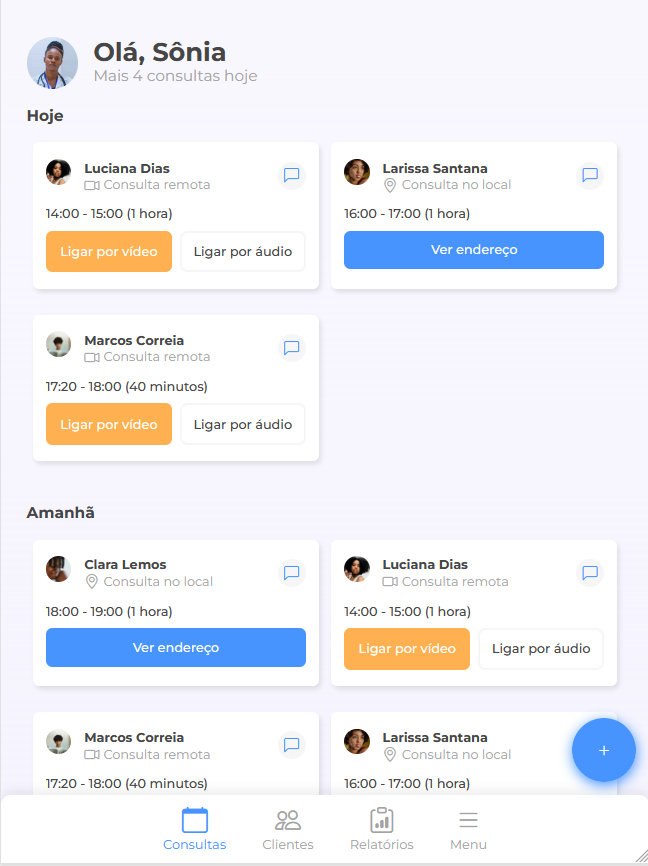 Olá, Sônia
Mais 4 consultas hoje
Hoje
Luciana Dias
Consulta remota
14:00 - 15:00 (1 hora)
Ligar por vídeo
Ligar por áudio
Larissa Santana
Consulta no local
16:00 - 17:00 (1 hora)
Ver endereço
Marcos Correia
Consulta remota
17:20 - 18:00 (40 minutos)
Ligar por vídeo
Ligar por áudio
Amanhã
Clara Lemos
Consulta no local
18:00 - 19:00 (1 hora)
Ver endereço
Luciana Dias
Consulta remota
14:00 - 15:00 (1 hora)
Ligar por vídeo
Ligar por áudio
Marcos Correia
Consulta remota
17:20 - 18:00 (40 minutos)
Larissa Santana
Consulta no local
16:00 - 17:00 (1 hora)
+
Consultas
Clientes
Relatórios
Menu